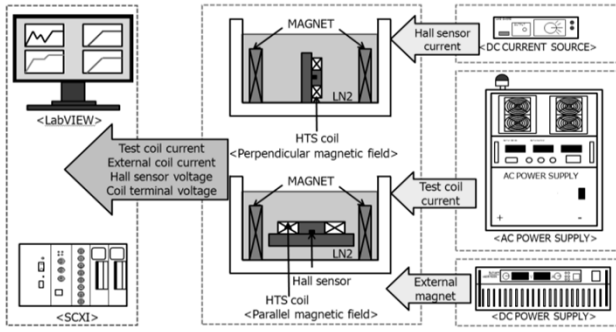 <LabVIEW>
Test coil current
External coil current
Hall sensor voltage
Coil terminal voltage
<SCXI>
MAGNET
LN2
HTS coil
<Perpendicular magnetic field>
MAGNET
LN2
Hall sensor
HTS coil
<Parallel magnetic field>
Hall sensor
current
<DC CURRENT SOURCE>
Test coil
current
AC POWER SUPPLY
+
-
<AC POWER SUPPLY>
External
magnet
<DC POWER SUPPLY>